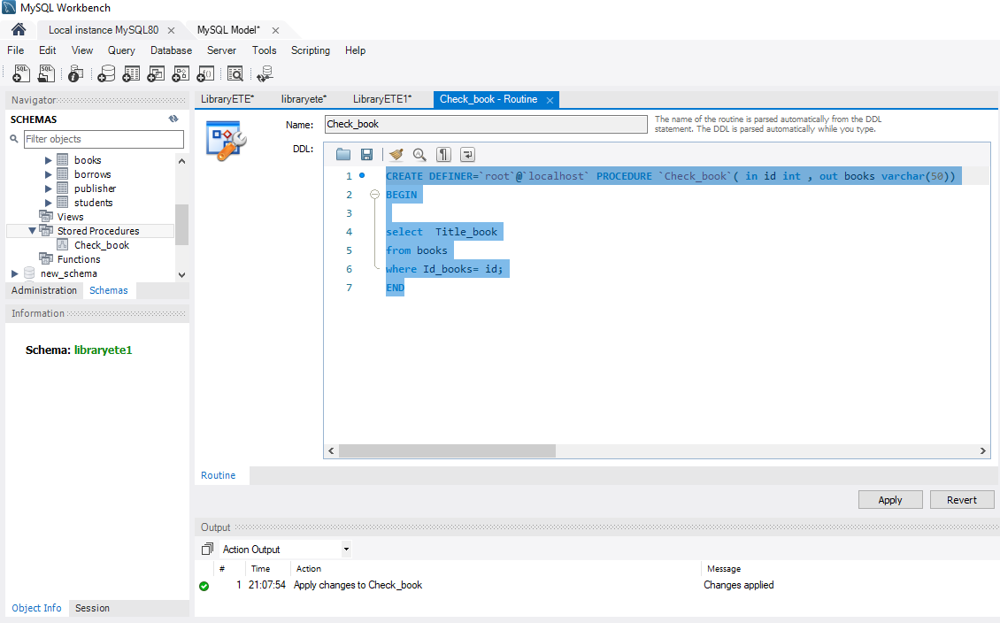 MySQL Workbench
Local instance MySQL80
MySQL Model*
File Edit View Query Database Server Tools Scripting Help
Navigator
SCHEMAS
Filter objects
books
borrows
publisher
students
Views
Stored Procedures
Check_book
Functions
new_schema
Administration Schemas
Information
Schema: libraryete1
Object Info Session
LibraryETE* libraryete* LibraryETE1* Check_book - Routine
Name: Check_book
The name of the routine is parsed automatically from the DDL
statement. The DDL is parsed automatically while you type.
DDL:
1 CREATE DEFINER=`root`@`localhost` PROCEDURE `Check_book`( in id int , out books varchar(50))
2 BEGIN
3
4 select  Title_book
5 from books
6 where Id_books= id;
7 END
Routine
Apply Revert
Output
Action Output
# Time Action Message
1 21:07:54 Apply changes to Check_book Changes applied